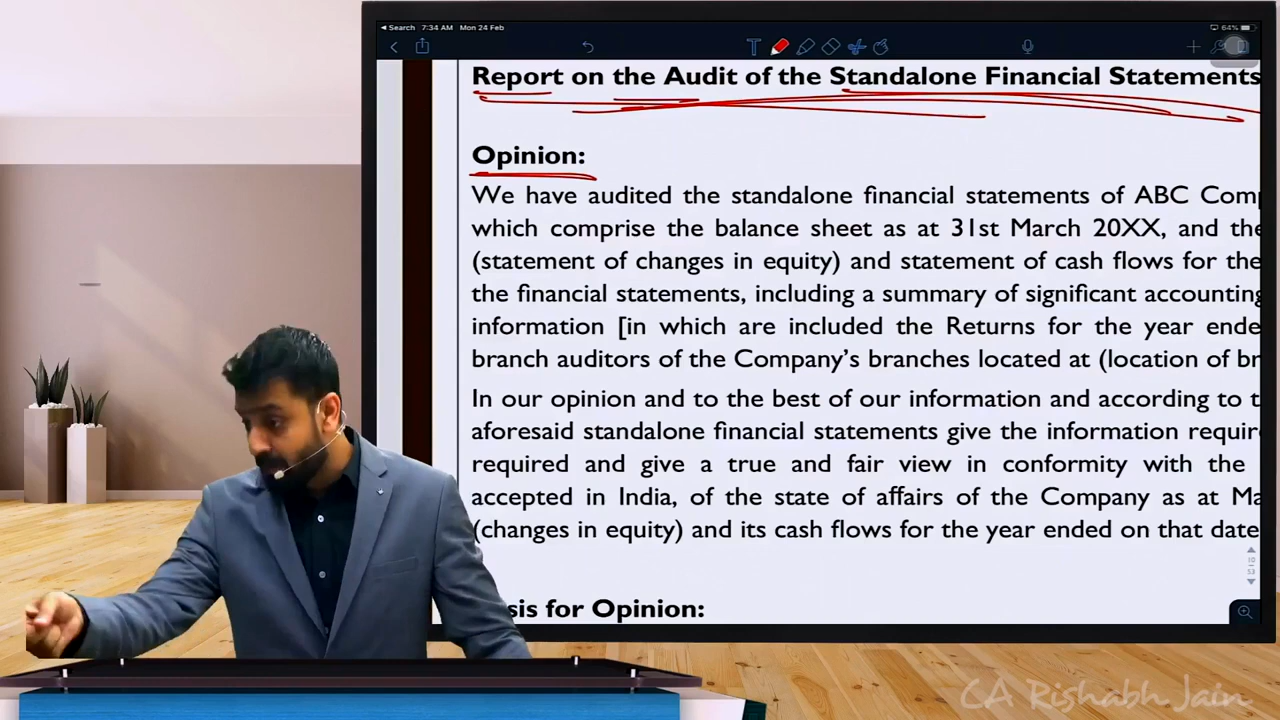 Search 7:34 AM Mon 24 Feb 64%
T
Report on the Audit of the Standalone Financial Statements
Opinion:
We have audited the standalone financial statements of ABC Comp
which comprise the balance sheet as at 31st March 20XX, and the
(statement of changes in equity) and statement of cash flows for the
the financial statements, including a summary of significant accounting
information [in which are included the Returns for the year ende
branch auditors of the Company's branches located at (location of br
In our opinion and to the best of our information and according to t
aforesaid standalone financial statements give the information requir
required and give a true and fair view in conformity with the
accepted in India, of the state of affairs of the Company as at Ma
(changes in equity) and its cash flows for the year ended on that date
10
53
sis for Opinion:
CA Rishabh Jain